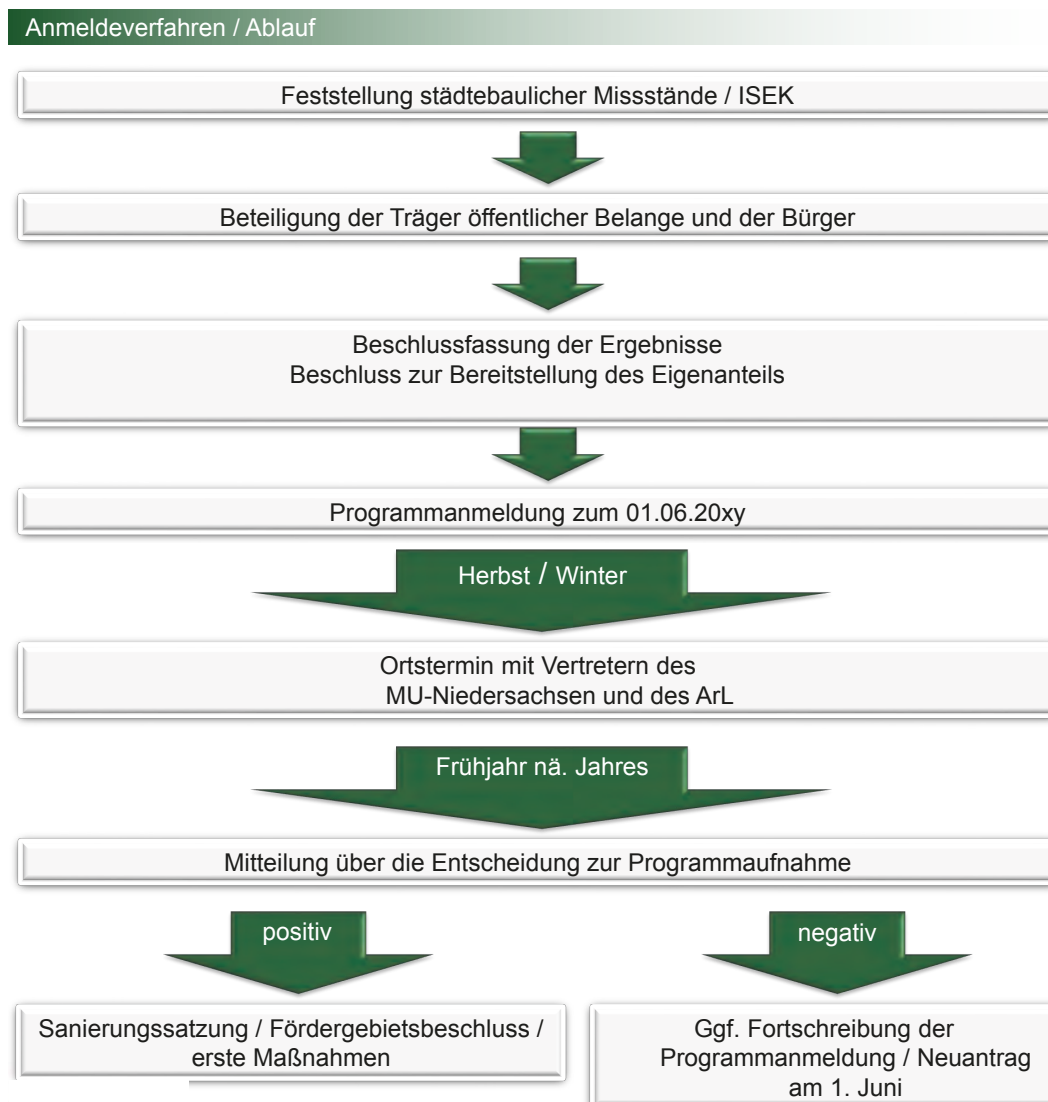 Anmeldeverfahren / Ablauf
Feststellung städtebaulicher Missstände / ISEK
Beteiligung der Träger öffentlicher Belange und der Bürger
Beschlussfassung der Ergebnisse
Beschluss zur Bereitstellung des Eigenanteils
Programmanmeldung zum 01.06.20xy
Herbst / Winter
Ortstermin mit Vertretern des
MU-Niedersachsen und des ArL
Frühjahr nä. Jahres
Mitteilung über die Entscheidung zur Programmaufnahme
positiv
negativ
Sanierungssatzung / Fördergebietsbeschluss /
erste Maßnahmen
Ggf. Fortschreibung der
Programmanmeldung / Neuantrag
am 1. Juni